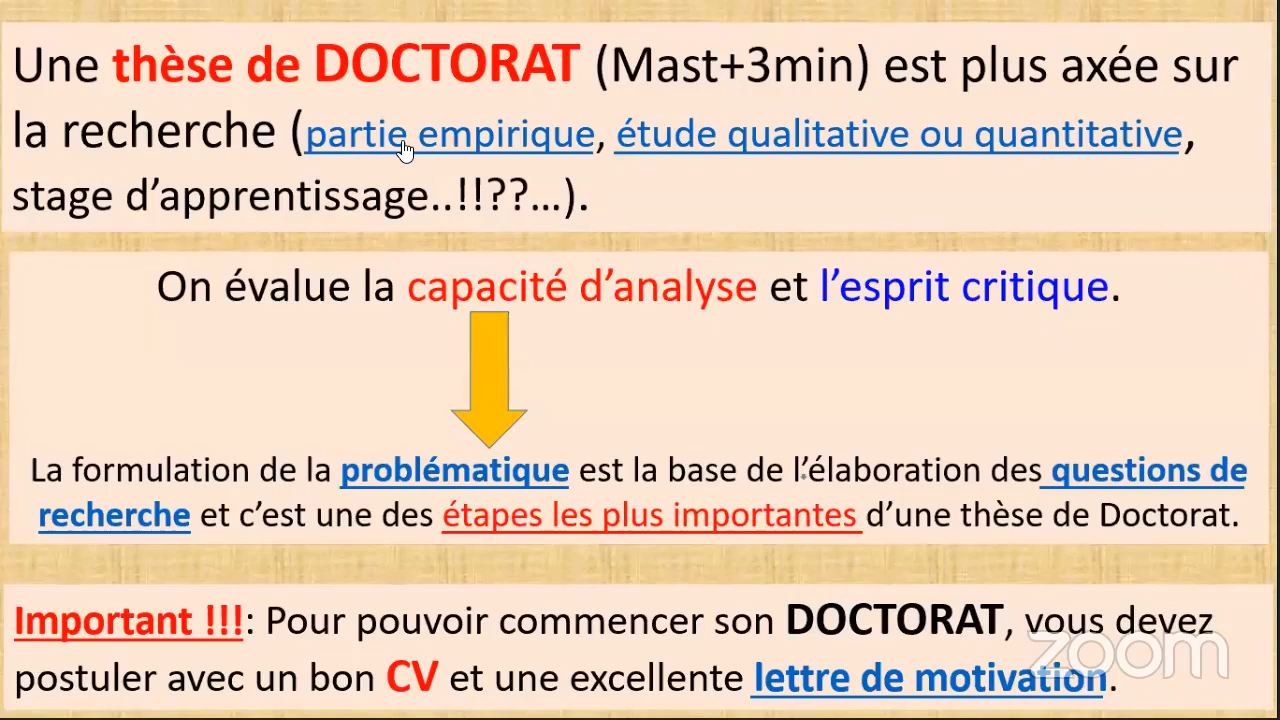 Une thèse de DOCTORAT (Mast+3min) est plus axée sur
la recherche (partie empirique, étude qualitative ou quantitative,
stage d’apprentissage..!!??…).
On évalue la capacité d’analyse et l’esprit critique.
La formulation de la problématique est la base de l’élaboration des questions de
recherche et c’est une des étapes les plus importantes d’une thèse de Doctorat.
Important !!!: Pour pouvoir commencer son DOCTORAT, vous devez
postuler avec un bon CV et une excellente lettre de motivation.
zoom